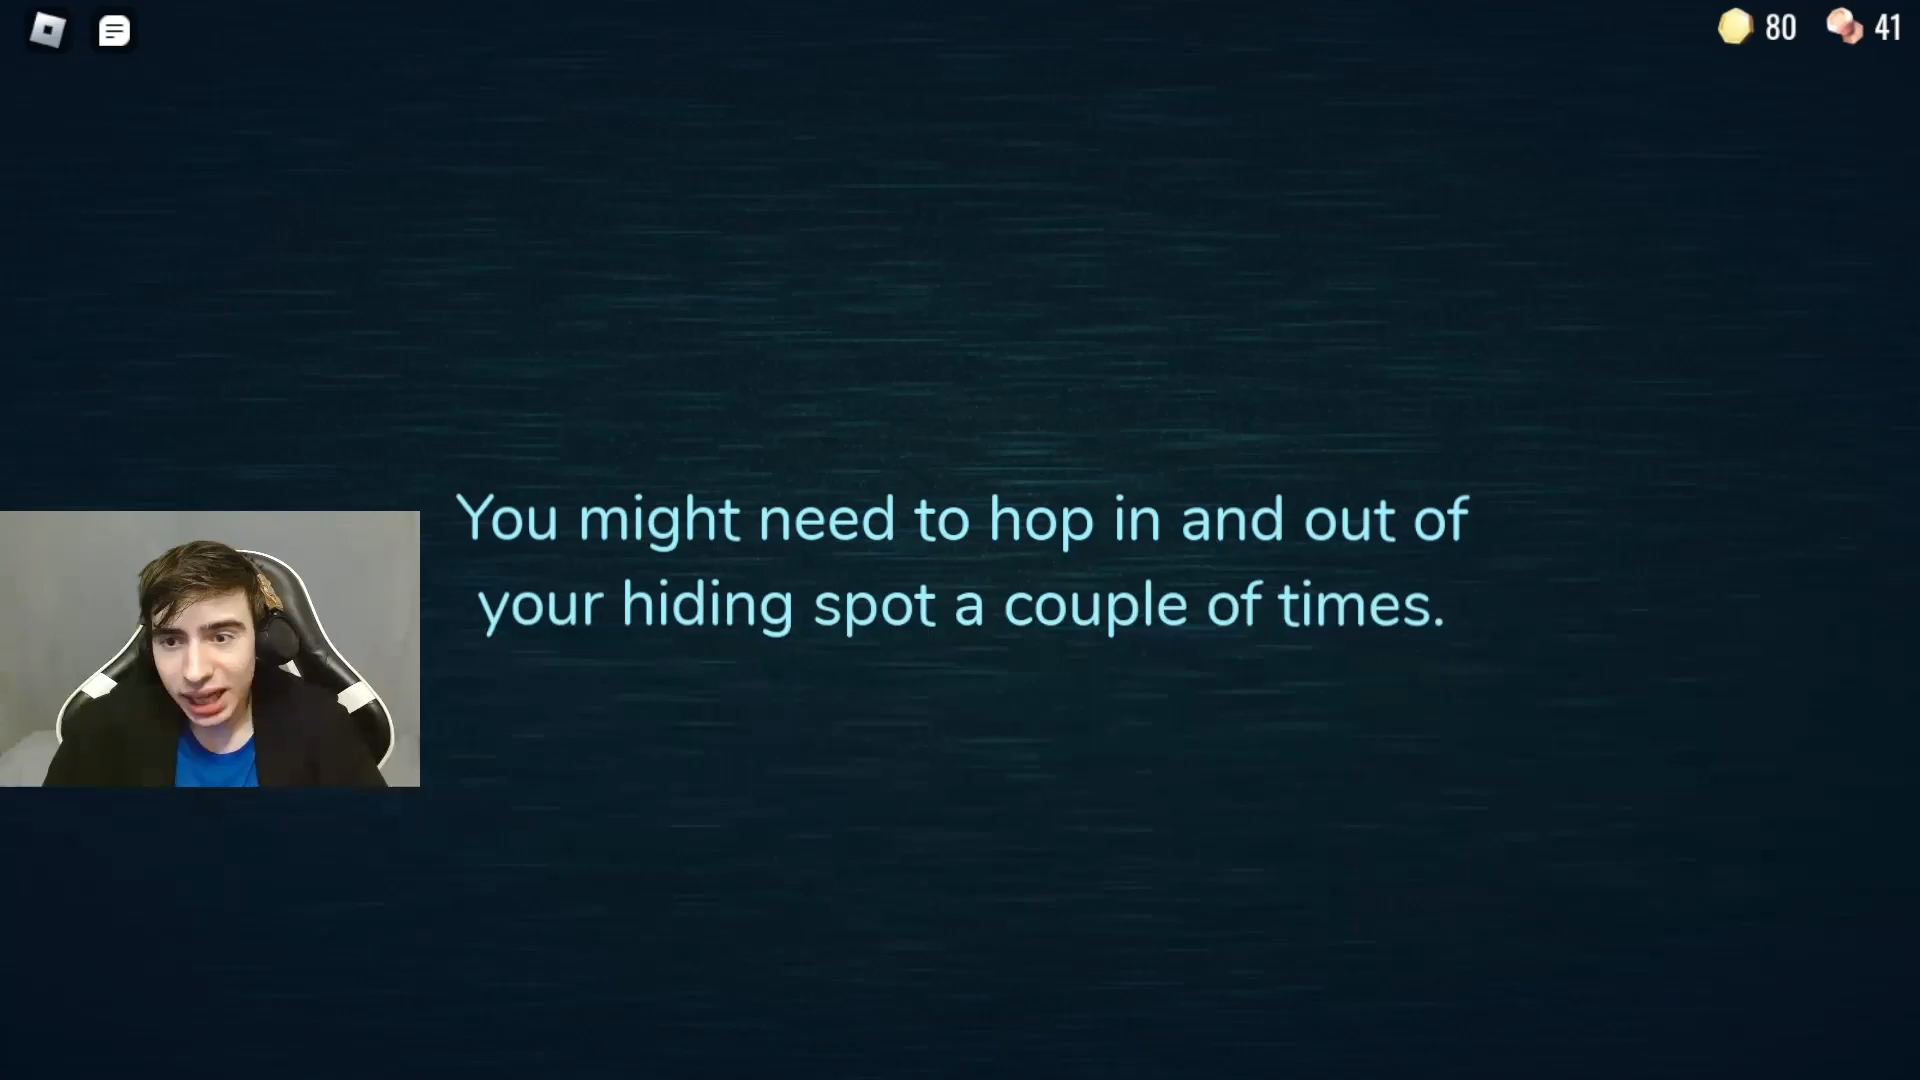 80 41
You might need to hop in and out of
your hiding spot a couple of times.